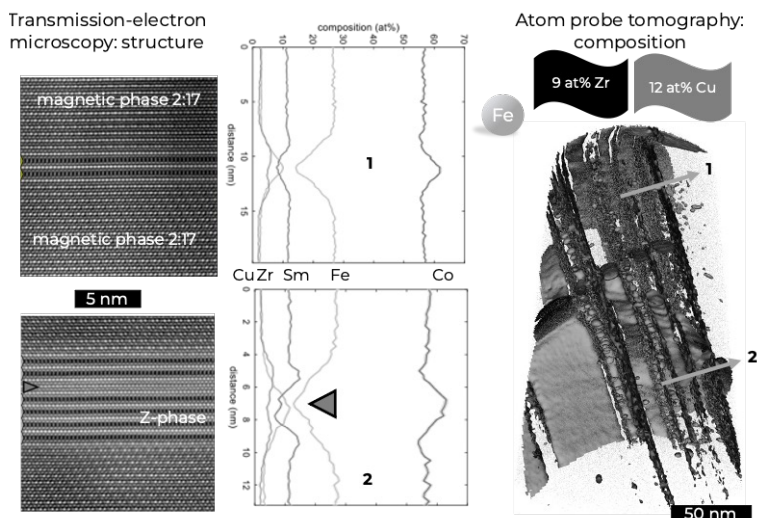 Transmission-electron
microscopy: structure
magnetic phase 2:17
magnetic phase 2:17
5 nm
Z-phase
composition (at%)
0 10 20 30 40 50 60 70
distance (nm)
0
5
10
15
1
Cu Zr Sm Fe Co
distance (nm)
0
2
4
6
8
10
12
2
Atom probe tomography:
composition
9 at% Zr
12 at% Cu
Fe
1
2
50 nm